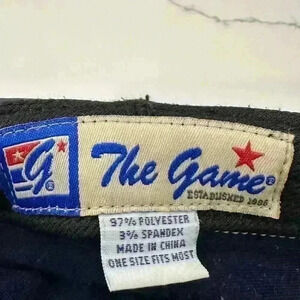 G®
The Game®
ESTABLISHED 1986
97% POLYESTER
3% SPANDEX
MADE IN CHINA
ONE SIZE FITS MOST